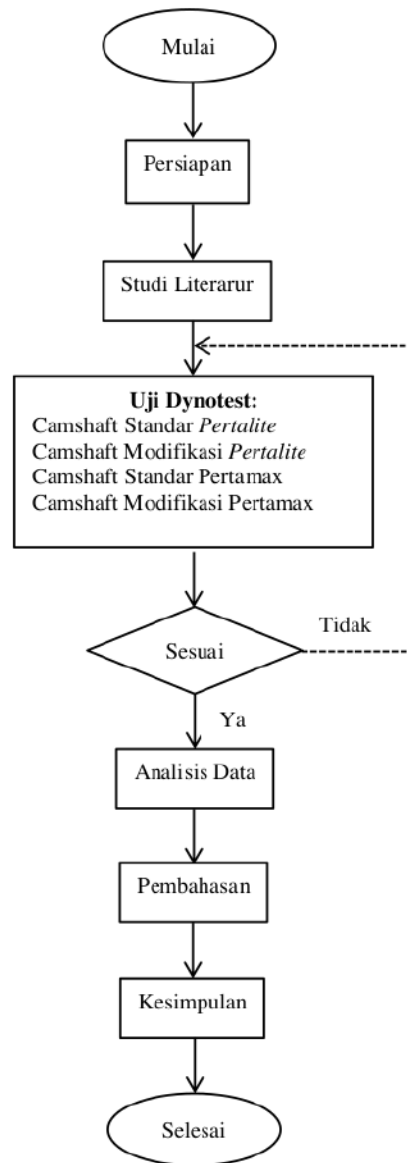 Mulai
Persiapan
Studi Literarur
Uji Dynotest:
Camshaft Standar Pertalite
Camshaft Modifikasi Pertalite
Camshaft Standar Pertamax
Camshaft Modifikasi Pertamax
Sesuai
Tidak
Ya
Analisis Data
Pembahasan
Kesimpulan
Selesai